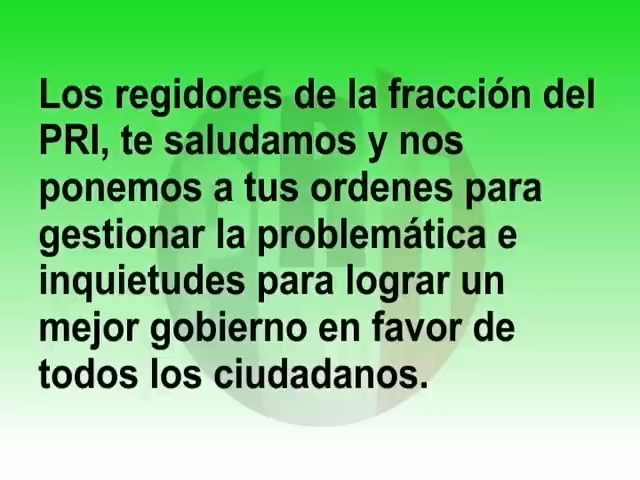 Los regidores de la fracción del
PRI, te saludamos y nos
ponemos a tus ordenes para
gestionar la problemática e
inquietudes para lograr un
mejor gobierno en favor de
todos los ciudadanos.
PRI